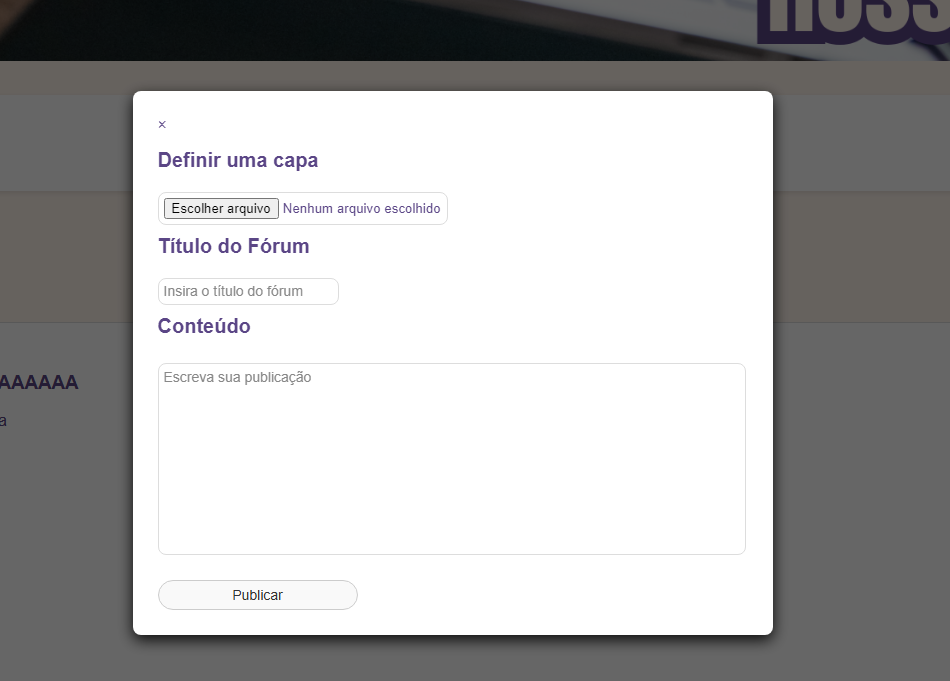 ×
Definir uma capa
Escolher arquivo Nenhum arquivo escolhido
Título do Fórum
Insira o título do fórum
Conteúdo
AAAAAA
Escreva sua publicação
a
Publicar